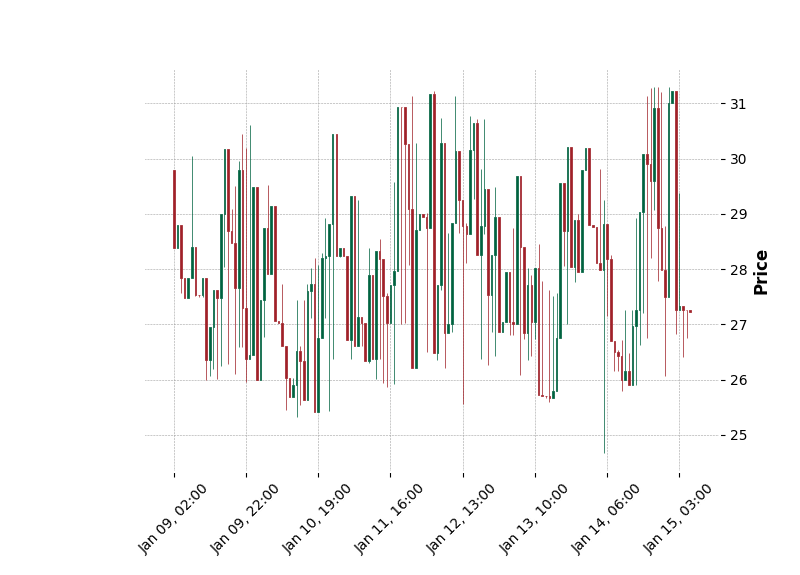 31
30
29
28
27
26
25
Price
Jan 09, 02:00
Jan 09, 22:00
Jan 10, 19:00
Jan 11, 16:00
Jan 12, 13:00
Jan 13, 10:00
Jan 14, 06:00
Jan 15, 03:00